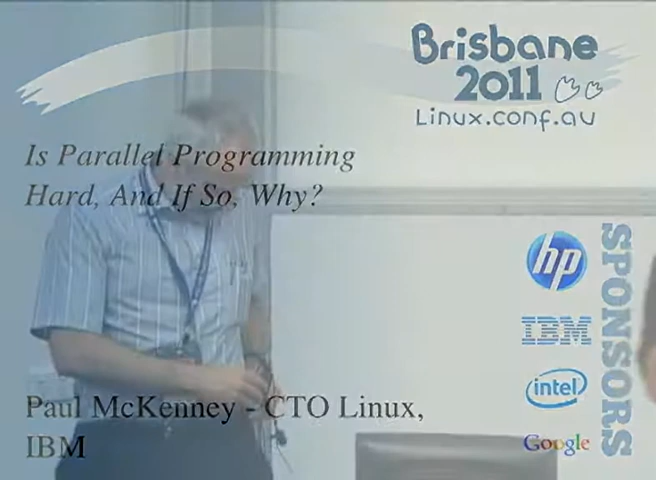 Brisbane
2011
Linux.conf.au
Is Parallel Programming
Hard, And If So, Why?
hp
IBM
intel
Google
SPONSORS
Paul McKenney - CTO Linux,
IBM